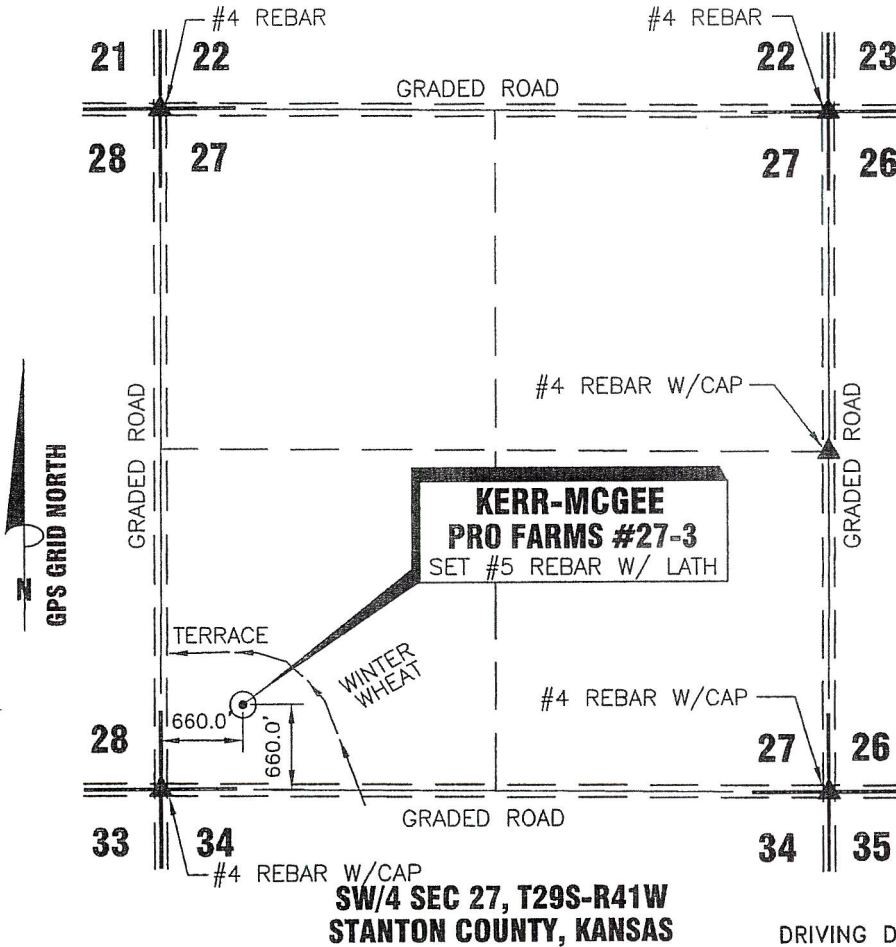 #4 REBAR
#4 REBAR
21 22
22 23
GRADED ROAD
28 27
27 26
#4 REBAR W/CAP
GRADED ROAD
GRADED ROAD
GPS GRID NORTH
N
KERR-MCGEE
PRO FARMS #27-3
SET #5 REBAR W/ LATH
TERRACE
WINTER
WHEAT
#4 REBAR W/CAP
660.0'
660.0'
28
27 26
GRADED ROAD
33 34
34 35
#4 REBAR W/CAP
SW/4 SEC 27, T29S-R41W
STANTON COUNTY, KANSAS
DRIVING D